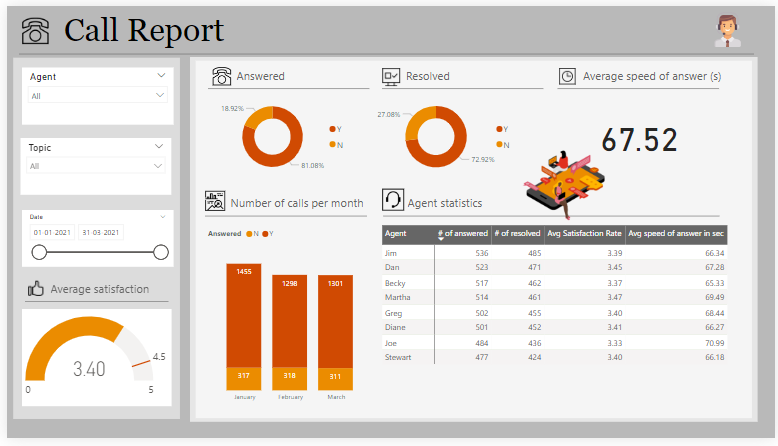 Call Report
Agent
All
Topic
All
Date
01-01-2021 31-03-2021
Average satisfaction
3.40
4.5
0
5
Answered
18.92%
81.08%
Y
N
Resolved
27.08%
72.92%
Y
N
Average speed of answer (s)
67.52
Number of calls per month
Answered N Y
1455 1298 1301
317 318 311
January February March
Agent statistics
Agent # of answered # of resolved Avg Satisfaction Rate Avg speed of answer in sec
Jim 536 485 3.39 66.34
Dan 523 471 3.45 67.28
Becky 517 462 3.37 65.33
Martha 514 461 3.47 69.49
Greg 502 455 3.40 68.44
Diane 501 452 3.41 66.27
Joe 484 436 3.33 70.99
Stewart 477 424 3.40 66.18